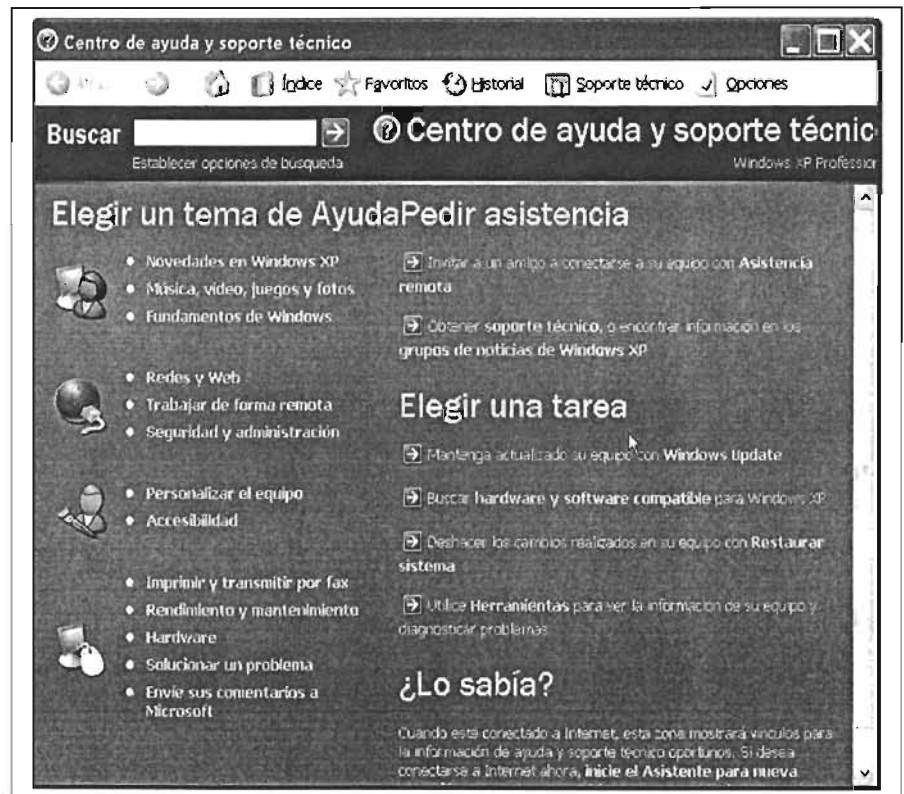 Centro de ayuda y soporte técnico
Índice Favoritos Historial Soporte técnico Opciones
Buscar
Centro de ayuda y soporte técnic
Establecer opciones de búsqueda
Windows XP Profession
Elegir un tema de Ayuda
Novedades en Windows XP
Música, vídeo, juegos y fotos
Fundamentos de Windows
Redes y Web
Trabajar de forma remota
Seguridad y administración
Personalizar el equipo
Accesibilidad
Imprimir y transmitir por fax
Rendimiento y mantenimiento
Hardware
Solucionar un problema
Envíe sus comentarios a
Microsoft
Pedir asistencia
Invitar a un amigo a conectarse a su equipo con Asistencia
remota
Obtener soporte técnico, o encontrar información en los
grupos de noticias de Windows XP
Elegir una tarea
Mantenga actualizado su equipo con Windows Update
Buscar hardware y software compatible para Windows XP
Deshacer los cambios realizados en su equipo con Restaurar
sistema
Utilice Herramientas para ver la información de su equipo y
diagnosticar problemas
¿Lo sabía?
Cuando esté conectado a Internet, esta zona mostrará vínculos para
la información de ayuda y soporte técnico oportunos. Si desea
conectarse a Internet ahora, inicie el Asistente para nueva